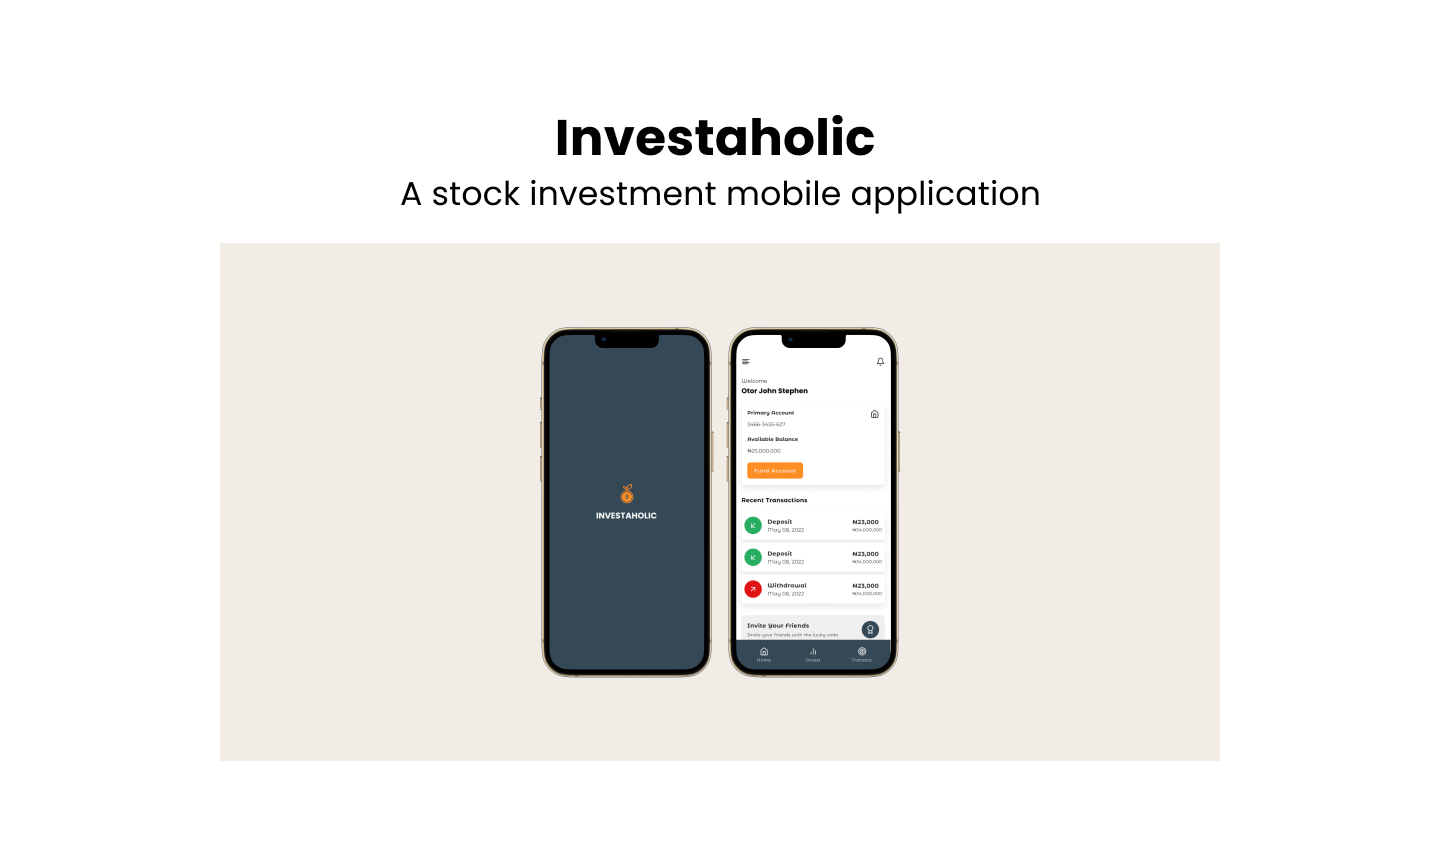 Investaholic
A stock investment mobile application
INVESTAHOLIC
Welcome
Otor John Stephen
Primary Account
3466-3455-627
Available Balance
₦25,000,000
Fund Account
Recent Transactions
Deposit ₦23,000
May 08, 2022 ₦34,000,000
Deposit ₦23,000
May 08, 2022 ₦34,000,000
Withdrawal ₦23,000
May 08, 2022 ₦34,000,000
Invite Your Friends
Invite your friends with the lucky code
Home Invest Transacc